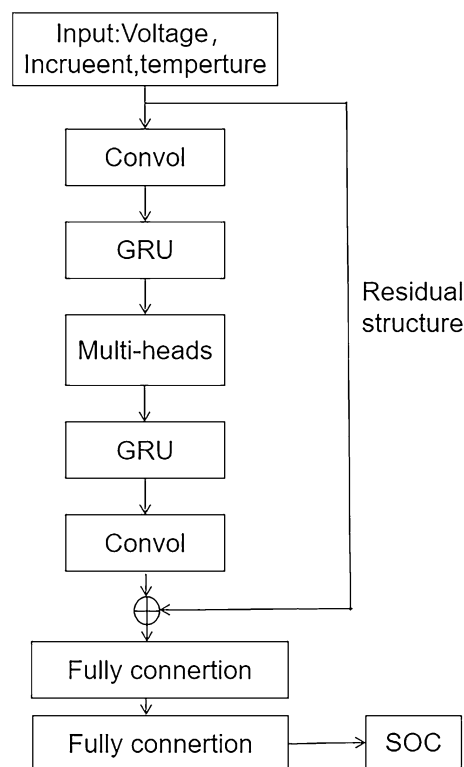 Input:Voltage,
Incrueent,temperture
Convol
GRU
Multi-heads
GRU
Convol
Residual
structure
Fully connertion
Fully connertion
SOC